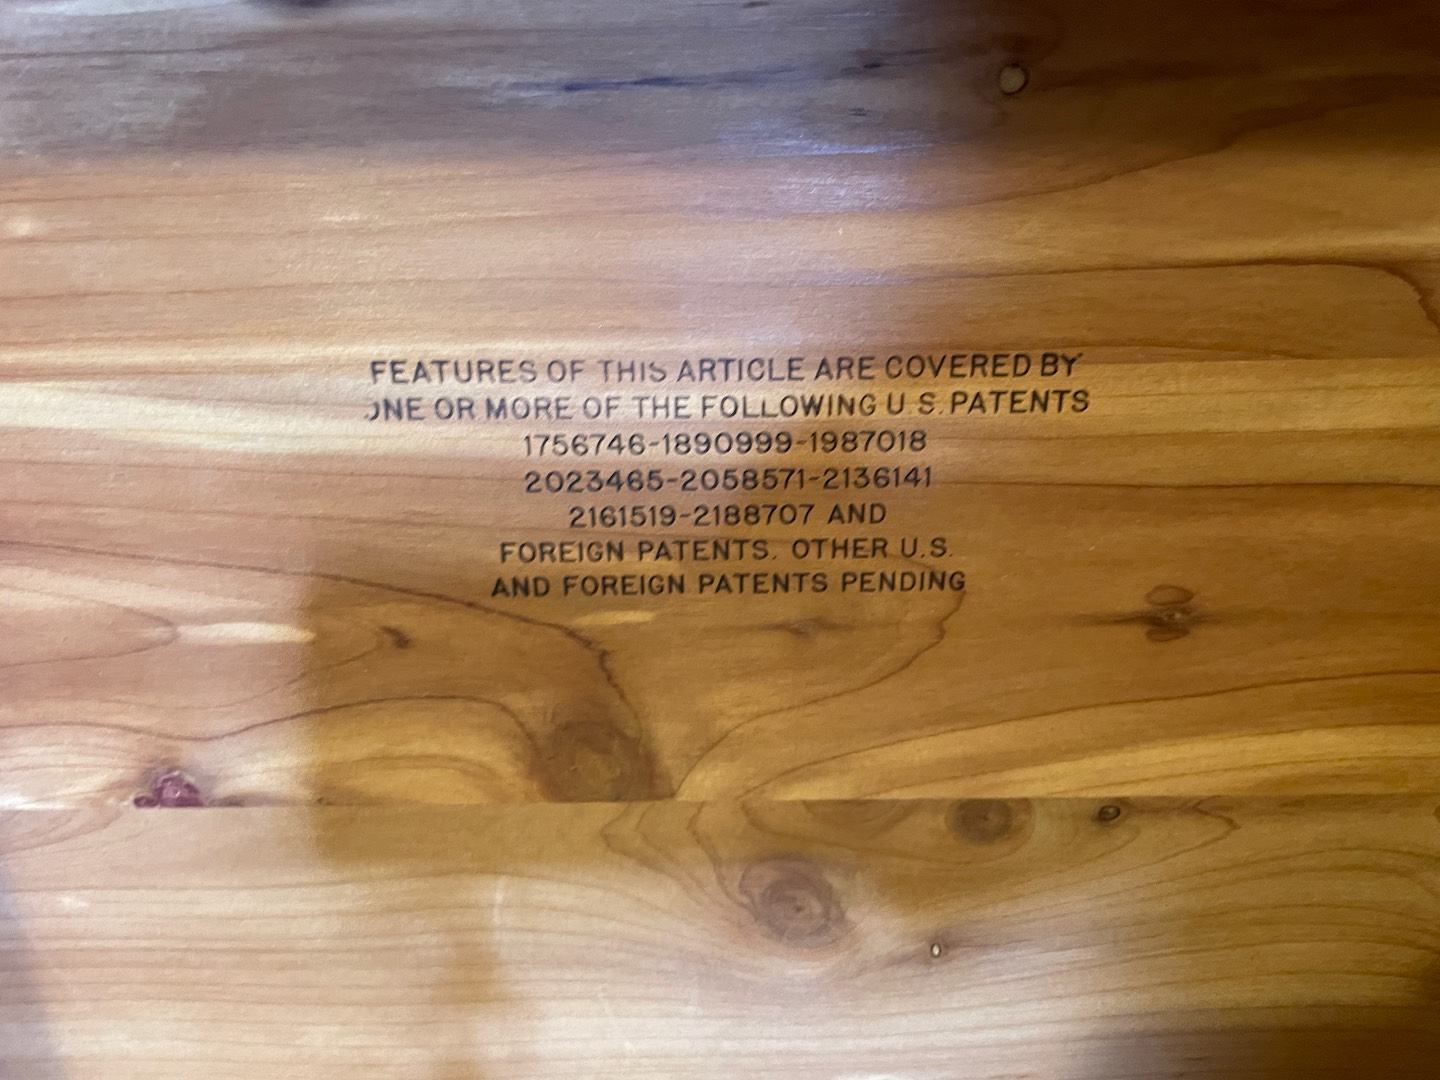 FEATURES OF THIS ARTICLE ARE COVERED BY
ONE OR MORE OF THE FOLLOWING U.S. PATENTS
1756746-1890999-1987018
2023465-2058571-2136141
2161519-2188707 AND
FOREIGN PATENTS. OTHER U.S.
AND FOREIGN PATENTS PENDING